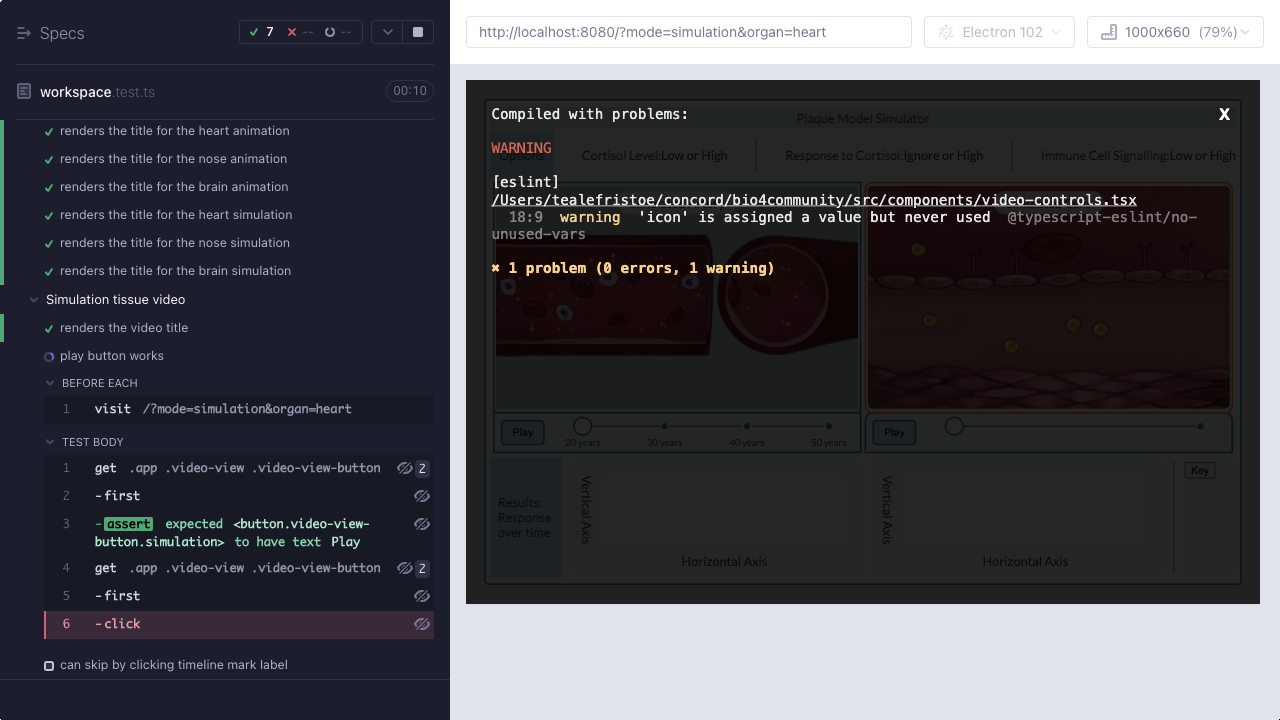 Specs
7
--
--
http://localhost:8080/?mode=simulation&organ=heart
Electron 102
1000x660 (79%)
workspace.test.ts
00:10
renders the title for the heart animation
renders the title for the nose animation
renders the title for the brain animation
renders the title for the heart simulation
renders the title for the nose simulation
renders the title for the brain simulation
Simulation tissue video
renders the video title
play button works
BEFORE EACH
1 visit /?mode=simulation&organ=heart
TEST BODY
1 get .app .video-view .video-view-button 2
2 -first
3 -assert expected <button.video-view-
button.simulation> to have text Play
4 get .app .video-view .video-view-button 2
5 -first
6 -click
can skip by clicking timeline mark label
Compiled with problems:
X
Plaque Model Simulator
WARNING
Options
Cortisol Level:Low or High
Response to Cortisol:Ignore or High
Immune Cell Signalling:Low or High
[eslint]
/Users/tealefristoe/concord/bio4community/src/components/video-controls.tsx
18:9 warning 'icon' is assigned a value but never used @typescript-eslint/no-
unused-vars
✖ 1 problem (0 errors, 1 warning)
Play
20 years
30 years
40 years
50 years
Play
Results:
Response
over time
Vertical Axis
Horizontal Axis
Vertical Axis
Horizontal Axis
Key